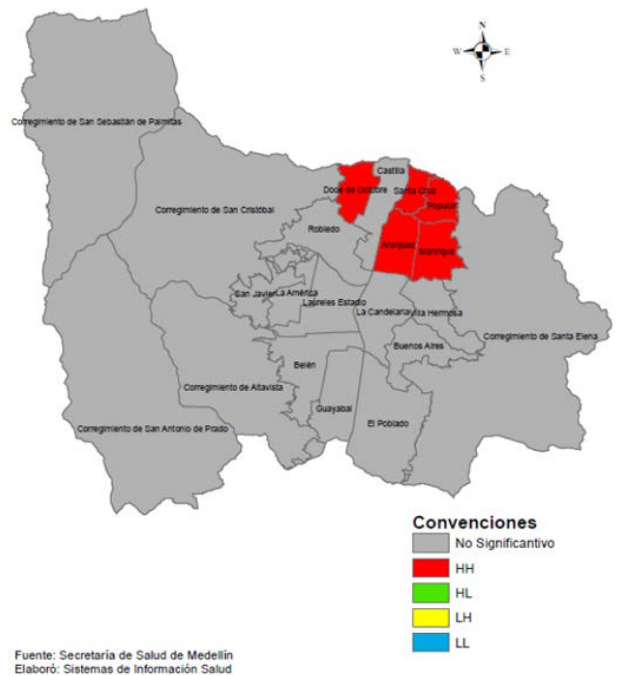 N
W E
S
Corregimiento de San Sebastián de Palmitas
Castilla
Doce de Octubre
Santa Cruz
Popular
Corregimiento de San Cristóbal
Robledo
Aranjuez
Manrique
San Javier
La América
Laureles Estadio
La Candelaria
Villa Hermosa
Corregimiento de Santa Elena
Buenos Aires
Belén
Corregimiento de Altavista
Guayabal
El Poblado
Corregimiento de San Antonio de Prado
Convenciones
No Significantivo
HH
HL
LH
LL
Fuente: Secretaría de Salud de Medellín
Elaboró: Sistemas de Información Salud